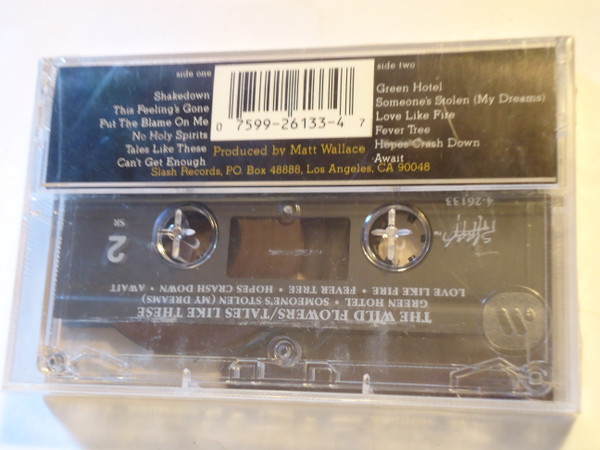 side one
Shakedown
This Feeling's Gone
Put The Blame On Me
No Holy Spirits
Tales Like These
Can't Get Enough
0 7599-26133-4 7
side two
Green Hotel
Someone's Stolen (My Dreams)
Love Like Fire
Fever Tree
Hopes Crash Down
Await
Produced by Matt Wallace
Slash Records, P.O. Box 48888, Los Angeles, CA 90048
THE WILD FLOWERS/TALES LIKE THESE
GREEN HOTEL • SOMEONE'S STOLEN (MY DREAMS)
LOVE LIKE FIRE • FEVER TREE • HOPES CRASH DOWN • AWAIT
2
SR
Slash
4-26133